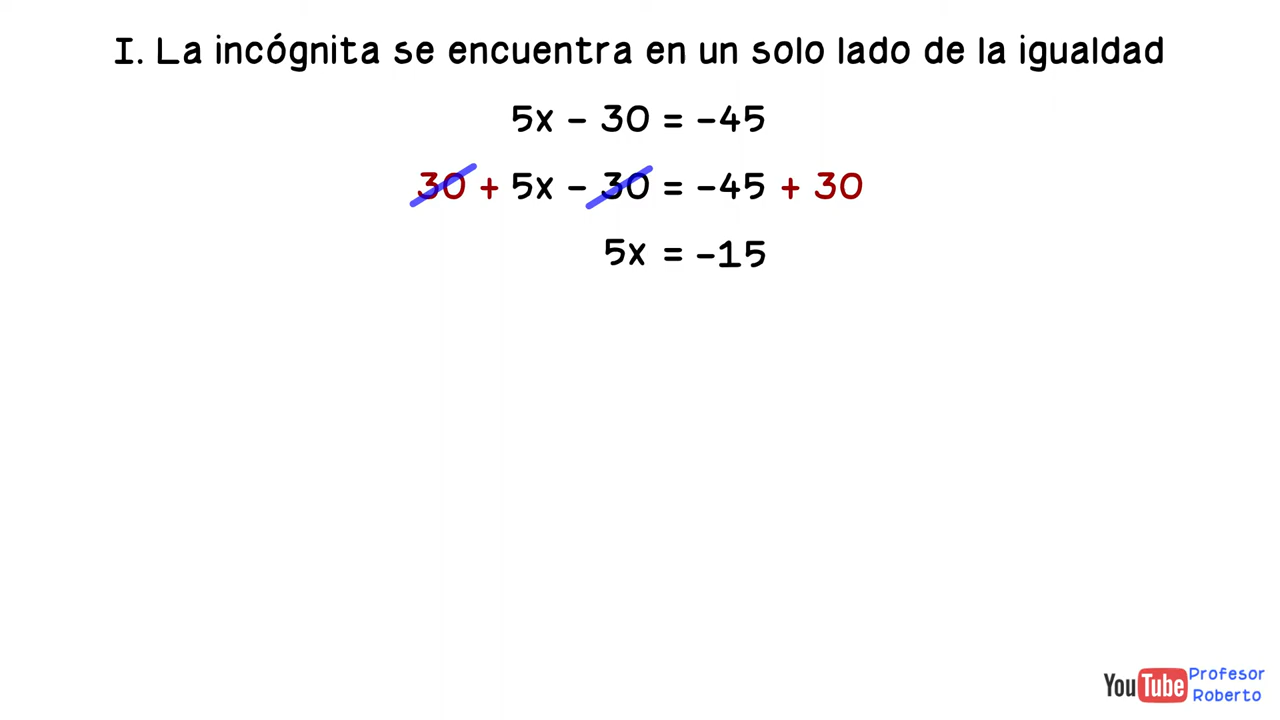 I. La incógnita se encuentra en un solo lado de la igualdad
5x - 30 = -45
30 + 5x - 30 = -45 + 30
5x = -15
YouTube Profesor
Roberto